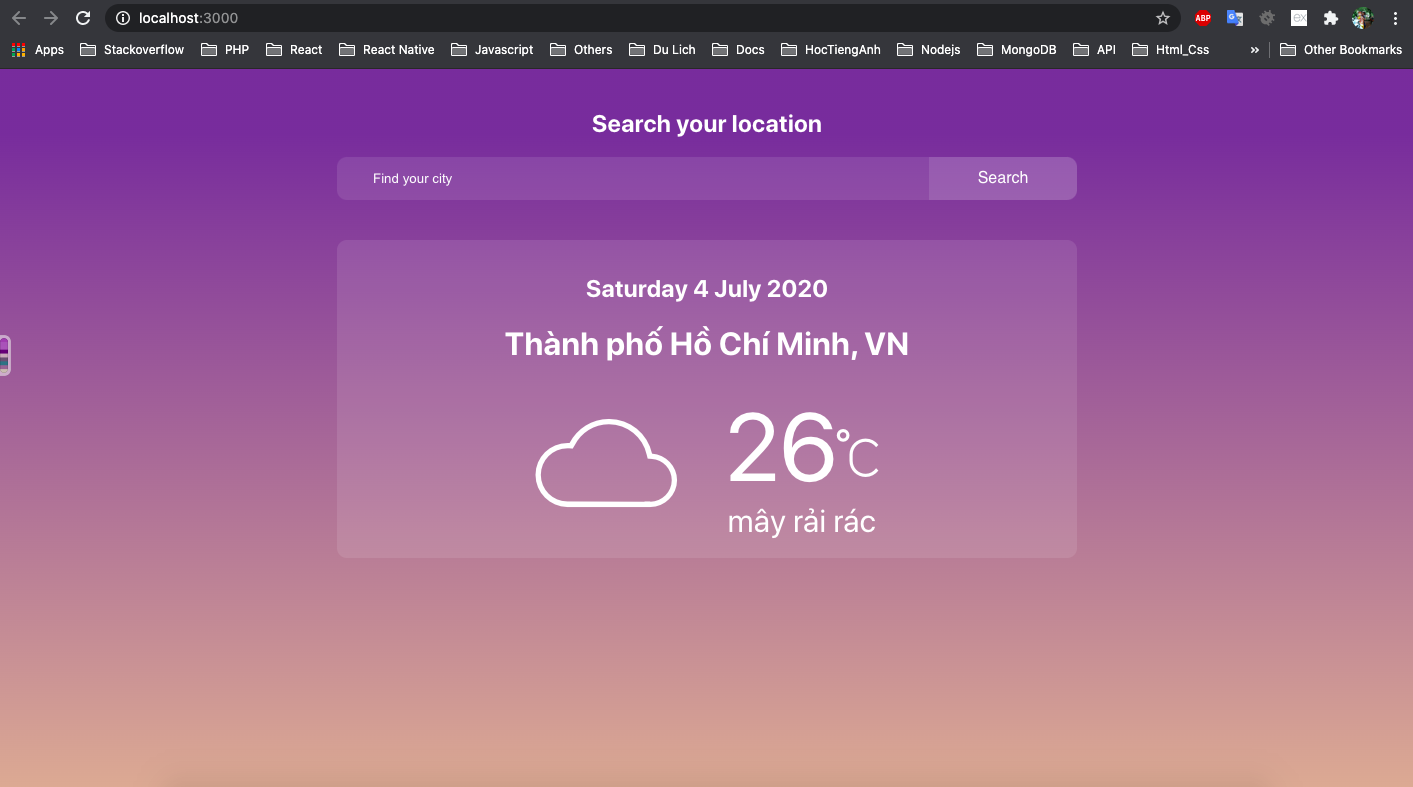 localhost:3000
ABP
ex
Apps Stackoverflow PHP React React Native Javascript Others Du Lich Docs HocTiengAnh Nodejs MongoDB API Html_Css » Other Bookmarks
Search your location
Find your city Search
Saturday 4 July 2020
Thành phố Hồ Chí Minh, VN
26°C
mây rải rác